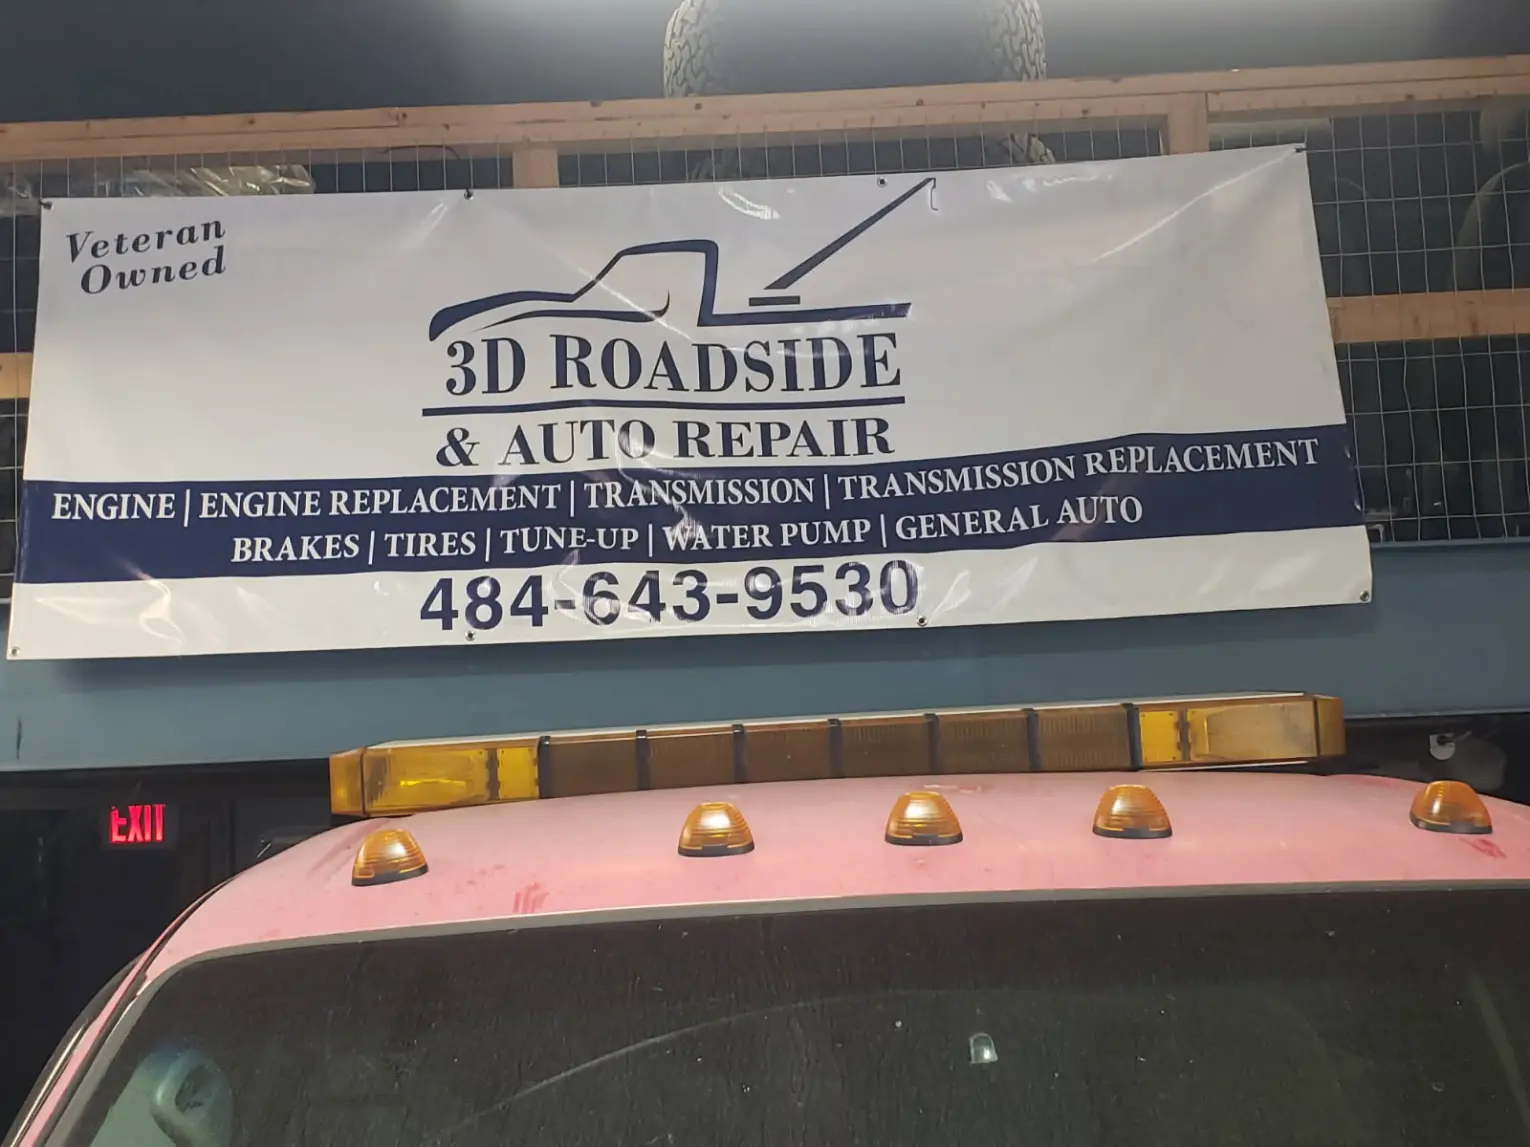 Veteran
Owned
3D ROADSIDE
& AUTO REPAIR
ENGINE | ENGINE REPLACEMENT | TRANSMISSION | TRANSMISSION REPLACEMENT
BRAKES | TIRES | TUNE-UP | WATER PUMP | GENERAL AUTO
484-643-9530
EXIT